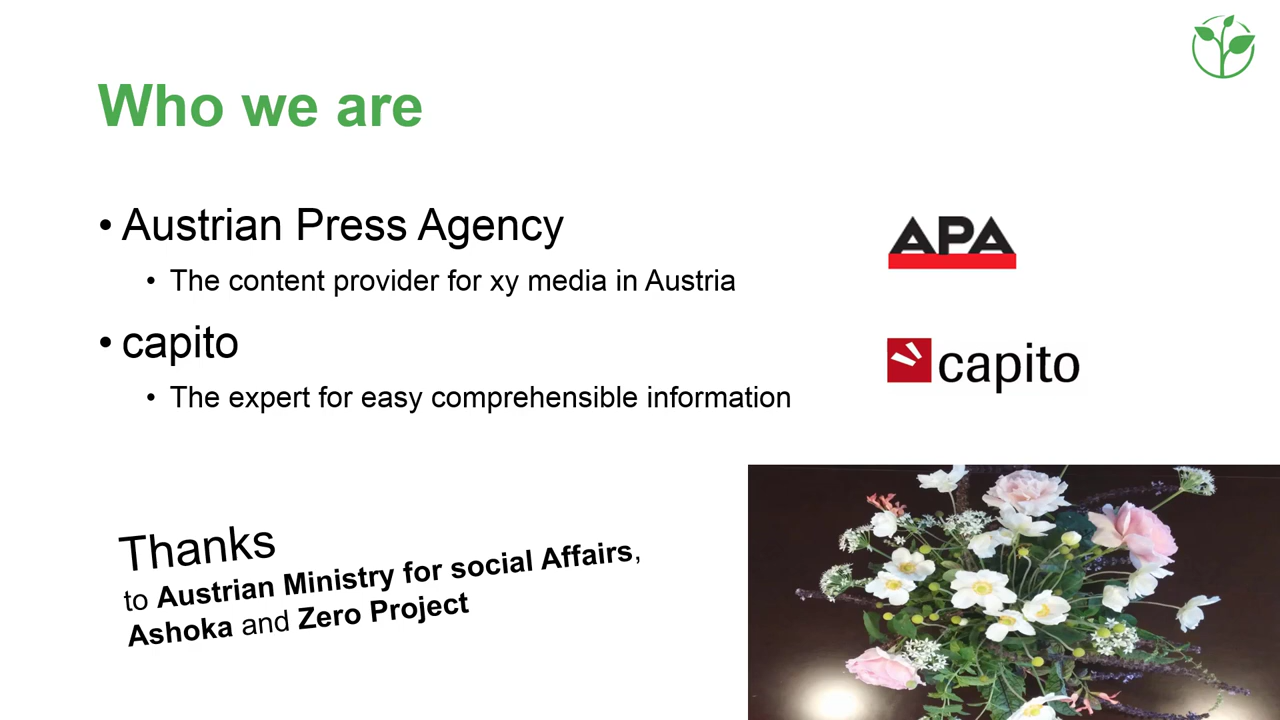 Who we are
• Austrian Press Agency
• The content provider for xy media in Austria
APA
• capito
• The expert for easy comprehensible information
capito
Thanks
to Austrian Ministry for social Affairs,
Ashoka and Zero Project